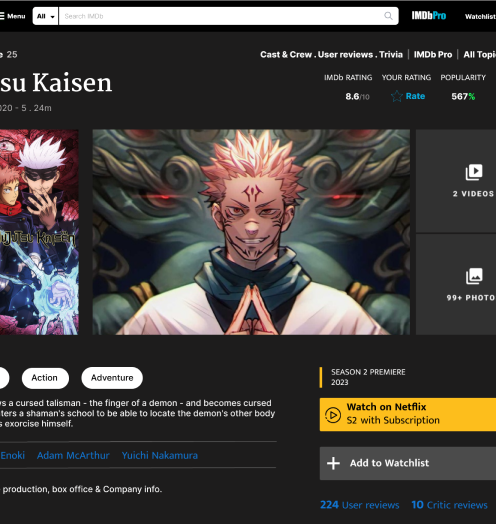 Menu All Search IMDb IMDbPro Watchlist
e 25 Cast & Crew . User reviews . Trivia | IMDb Pro | All Topi
su Kaisen
IMDb RATING YOUR RATING POPULARITY
020 - 5 . 24m
8.6/10 Rate 567%
JUJUTSU KAISEN
2 VIDEOS
99+ PHOTO
Action Adventure
SEASON 2 PREMIERE
2023
ws a cursed talisman - the finger of a demon - and becomes cursed
nters a shaman's school to be able to locate the demon's other body
s exorcise himself.
Watch on Netflix
S2 with Subscription
Enoki Adam McArthur Yuichi Nakamura
Add to Watchlist
production, box office & Company info.
224 User reviews 10 Critic reviews